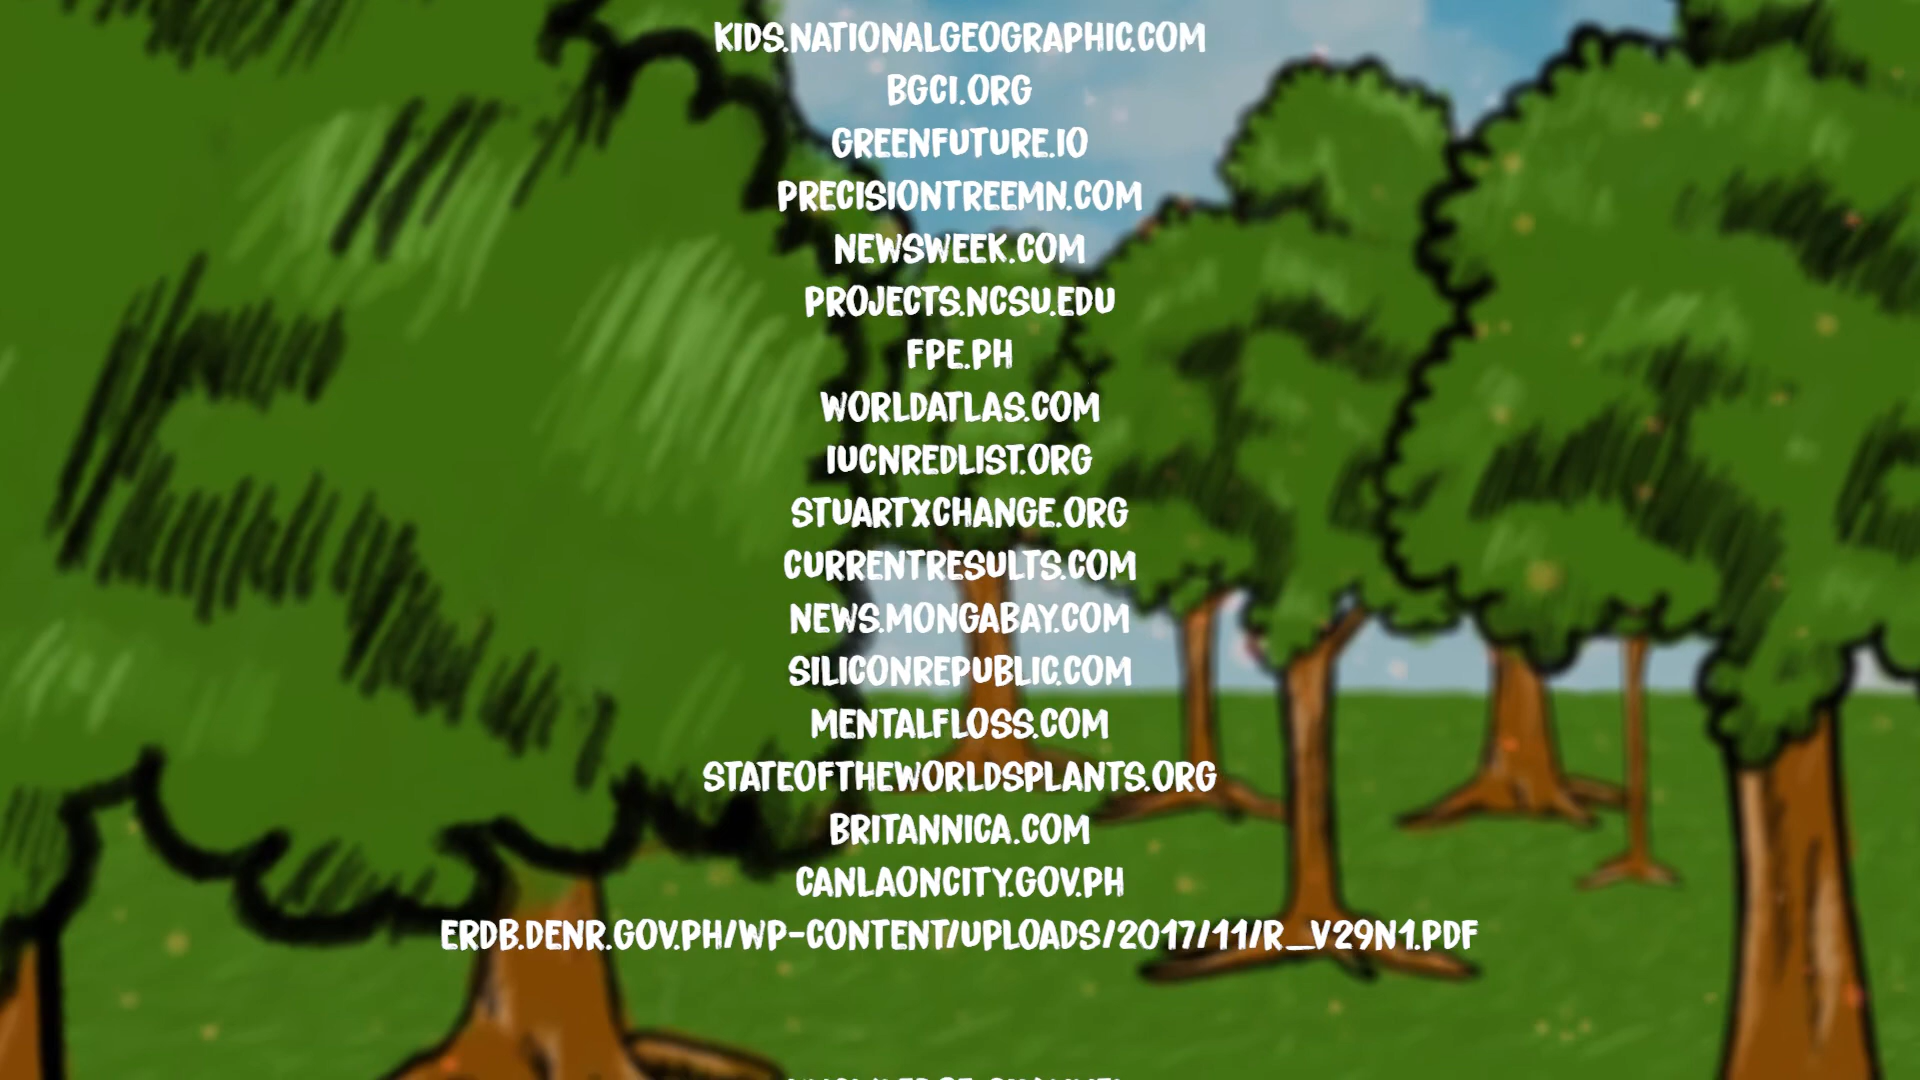 KIDS.NATIONALGEOGRAPHIC.COM
BGCI.ORG
GREENFUTURE.IO
PRECISIONTREEMN.COM
NEWSWEEK.COM
PROJECTS.NCSU.EDU
FPE.PH
WORLDATLAS.COM
IUCNREDLIST.ORG
STUARTXCHANGE.ORG
CURRENTRESULTS.COM
NEWS.MONGABAY.COM
SILICONREPUBLIC.COM
MENTALFLOSS.COM
STATEOFTHEWORLDSPLANTS.ORG
BRITANNICA.COM
CANLAONCITY.GOV.PH
ERDB.DENR.GOV.PH/WP-CONTENT/UPLOADS/2017/11/R_V29N1.PDF